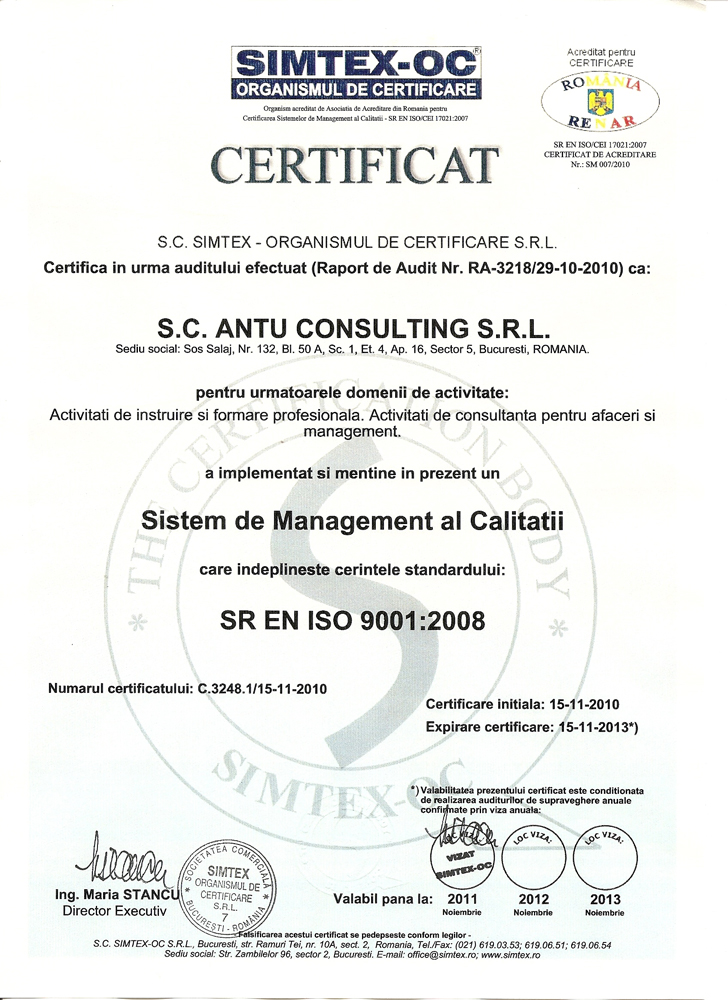 SIMTEX-OC®
ORGANISMUL DE CERTIFICARE
Organism acreditat de Asociatia de Acreditare din Romania pentru
Certificarea Sistemelor de Management al Calitatii - SR EN ISO/CEI 17021:2007
Acreditat pentru
CERTIFICARE
ROMÂNIA
RENAR
SR EN ISO/CEI 17021:2007
CERTIFICAT DE ACREDITARE
Nr.: SM 007/2010
CERTIFICAT
S.C. SIMTEX - ORGANISMUL DE CERTIFICARE S.R.L.
Certifica in urma auditului efectuat (Raport de Audit Nr. RA-3218/29-10-2010) ca:
S.C. ANTU CONSULTING S.R.L.
Sediu social: Sos Salaj, Nr. 132, Bl. 50 A, Sc. 1, Et. 4, Ap. 16, Sector 5, Bucuresti, ROMANIA.
pentru urmatoarele domenii de activitate:
Activitati de instruire si formare profesionala. Activitati de consultanta pentru afaceri si
management.
a implementat si mentine in prezent un
Sistem de Management al Calitatii
care indeplineste cerintele standardului:
SR EN ISO 9001:2008
THE CERTIFICATION BODY
* SIMTEX-OC *
Numarul certificatului: C.3248.1/15-11-2010
Certificare initiala: 15-11-2010
Expirare certificare: 15-11-2013*)
*) Valabilitatea prezentului certificat este conditionata
de realizarea auditurilor de supraveghere anuale
confirmate prin viza anuala:
LOC VIZA:
VIZAT
SIMTEX-OC
LOC VIZA:
LOC VIZA:
Ing. Maria STANCU
Director Executiv
* SOCIETATEA COMERCIALĂ *
SIMTEX
ORGANISMUL DE
CERTIFICARE
S.R.L.
7
BUCUREŞTI - ROMÂNIA
Valabil pana la: 2011 2012 2013
Noiembrie Noiembrie Noiembrie
Falsificarea acestui certificat se pedepseste conform legilor -
S.C. SIMTEX-OC S.R.L., Bucuresti, str. Ramuri Tei, nr. 10A, sect. 2, Romania, Tel./Fax: (021) 619.03.53; 619.06.51; 619.06.54
Sediu social: Str. Zambilelor 96, sector 2, Bucuresti. E-mail: office@simtex.ro; www.simtex.ro